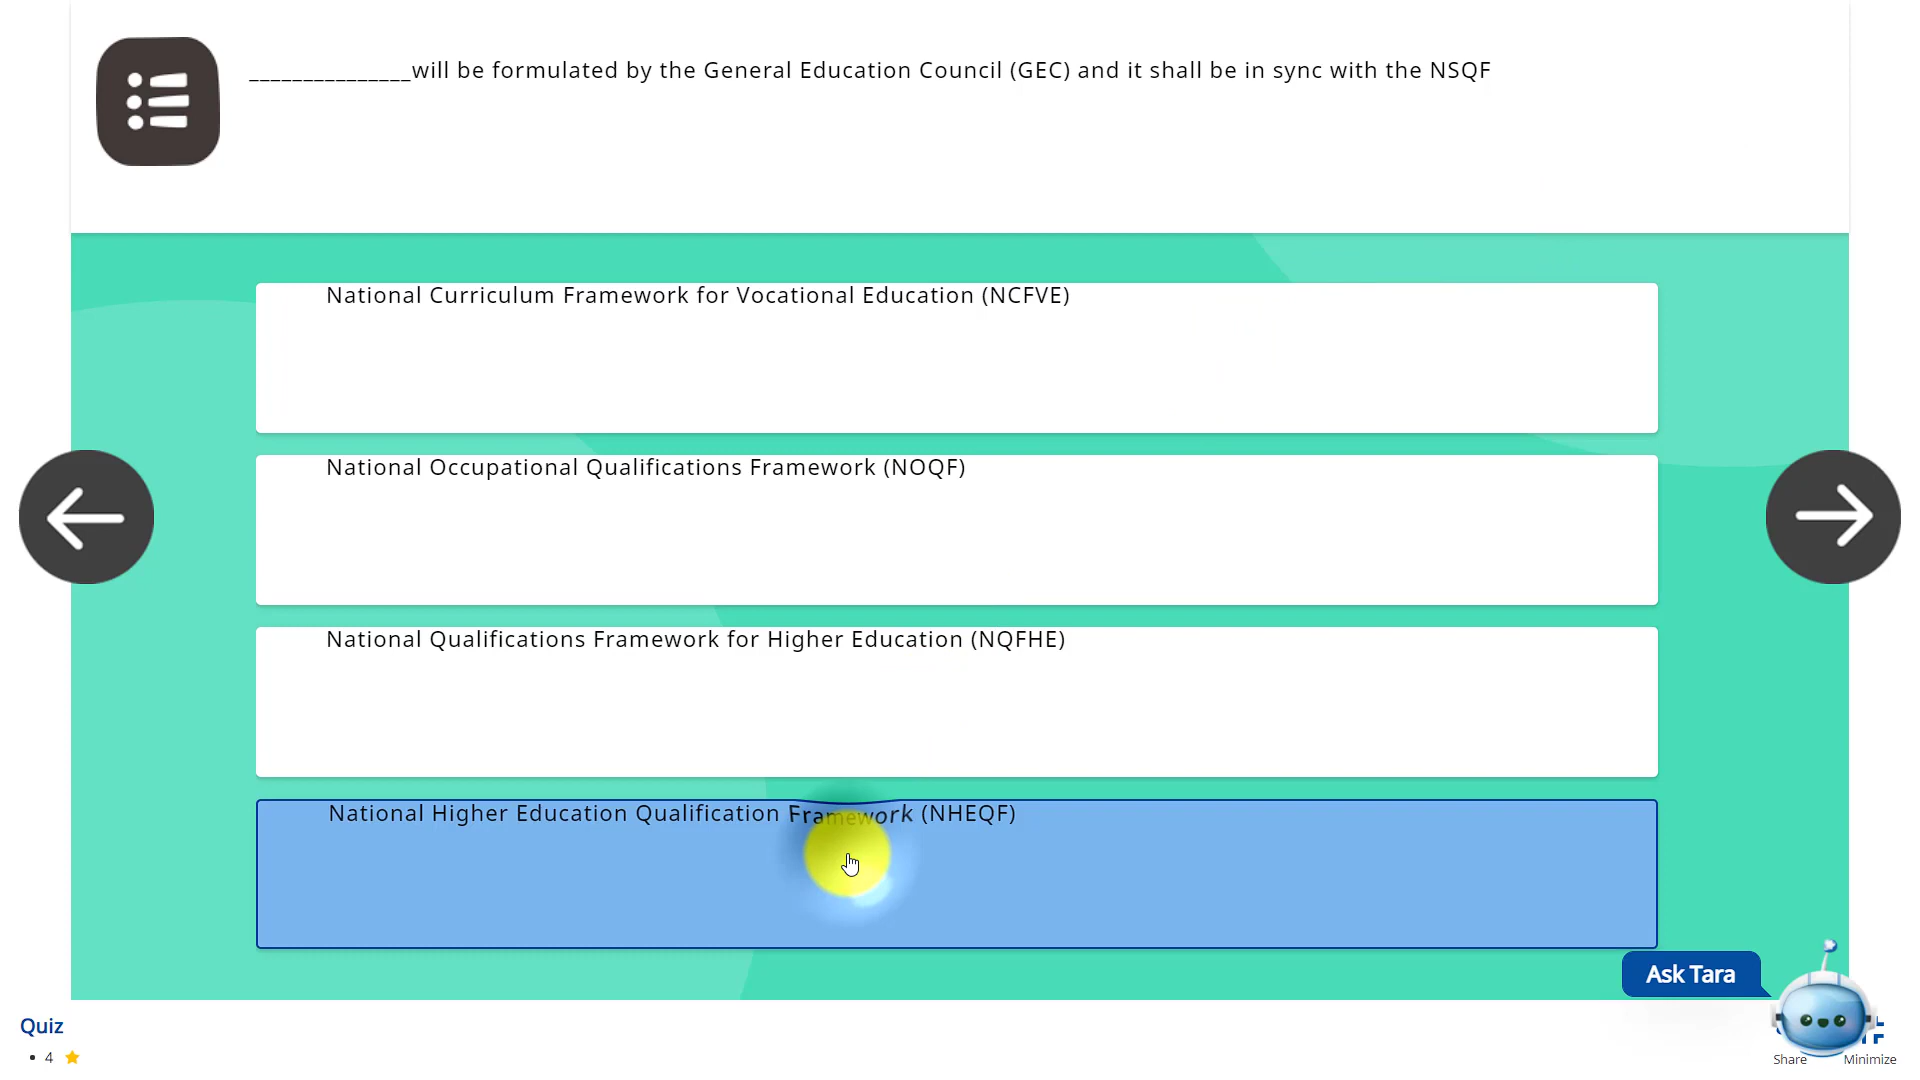 _______________will be formulated by the General Education Council (GEC) and it shall be in sync with the NSQF
National Curriculum Framework for Vocational Education (NCFVE)
National Occupational Qualifications Framework (NOQF)
National Qualifications Framework for Higher Education (NQFHE)
National Higher Education Qualification Framework (NHEQF)
Ask Tara
Quiz
• 4
Share
Minimize